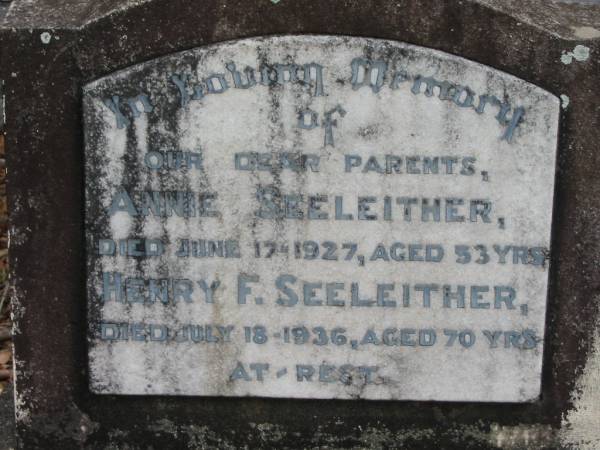 In Loving Memory
of
OUR DEAR PARENTS,
ANNIE SEELEITHER,
DIED JUNE 17-1927, AGED 53 YRS
HENRY F. SEELEITHER,
DIED JULY 18-1936, AGED 70 YRS
AT-REST.